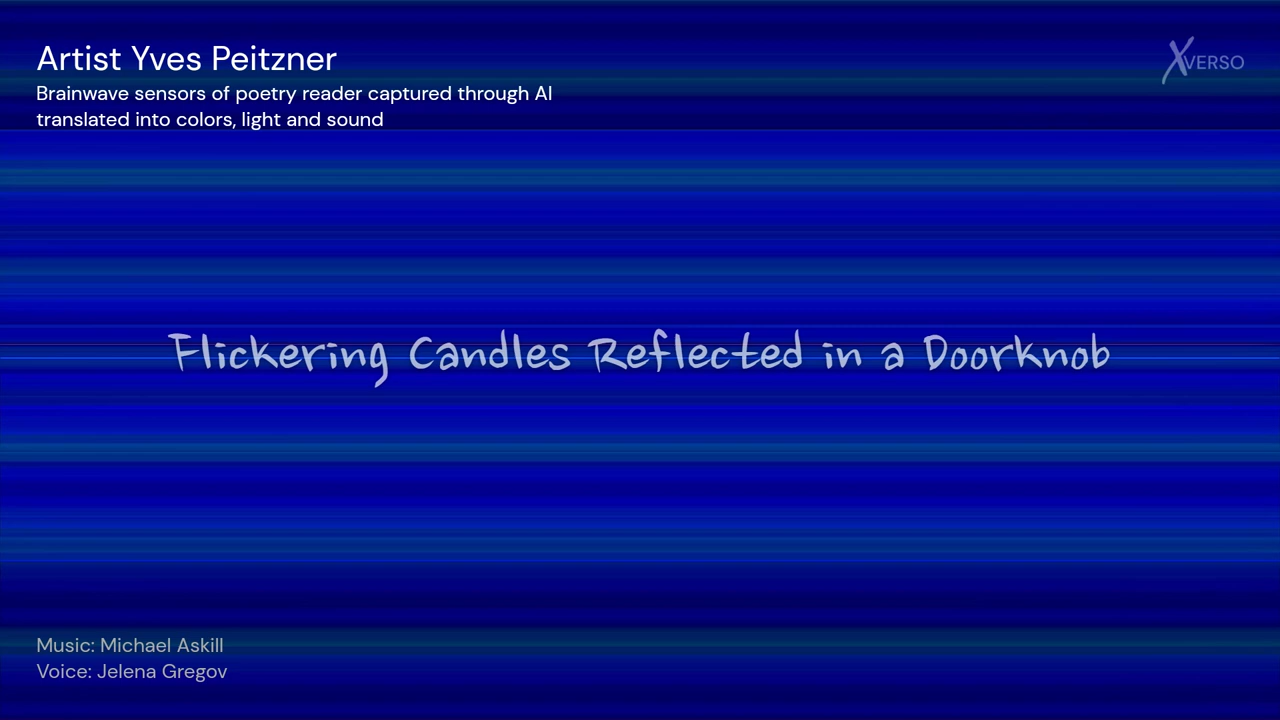 Artist Yves Peitzner
XVERSO
Brainwave sensors of poetry reader captured through AI
translated into colors, light and sound
Flickering Candles Reflected in a Doorknob
Music: Michael Askill
Voice: Jelena Gregov